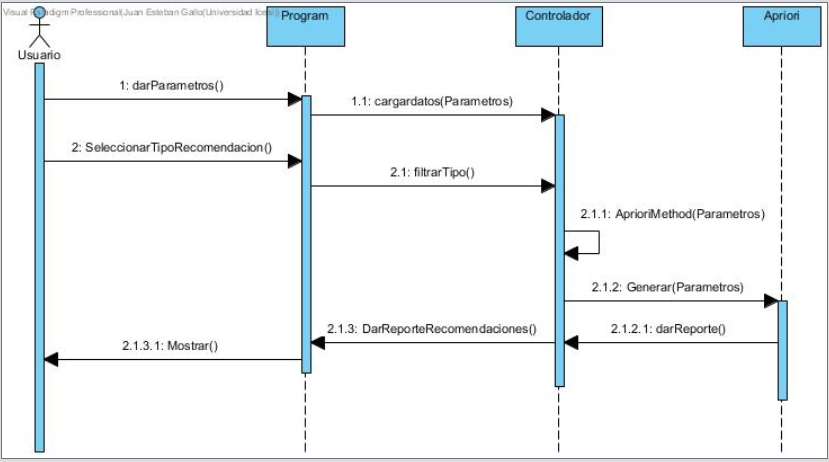 Visual Paradigm Professional(Juan Esteban Gallo(Universidad Icesi))
Program
Controlador
Apriori
Usuario
1: darParametros()
1.1: cargardatos(Parametros)
2: SeleccionarTipoRecomendacion()
2.1: filtrarTipo()
2.1.1: AprioriMethod(Parametros)
2.1.2: Generar(Parametros)
2.1.3: DarReporteRecomendaciones()
2.1.2.1: darReporte()
2.1.3.1: Mostrar()